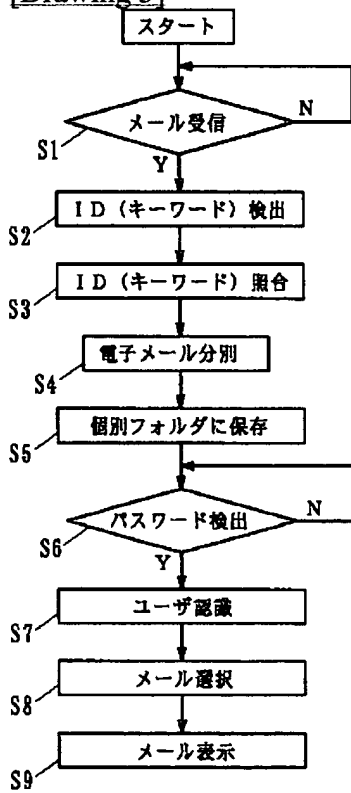 [Drawing 3]
スタート
メール受信
N
S1
Y
ID（キーワード）検出
S2
ID（キーワード）照合
S3
電子メール分別
S4
個別フォルダに保存
S5
パスワード検出
N
S6
Y
ユーザ認識
S7
メール選択
S8
メール表示
S9